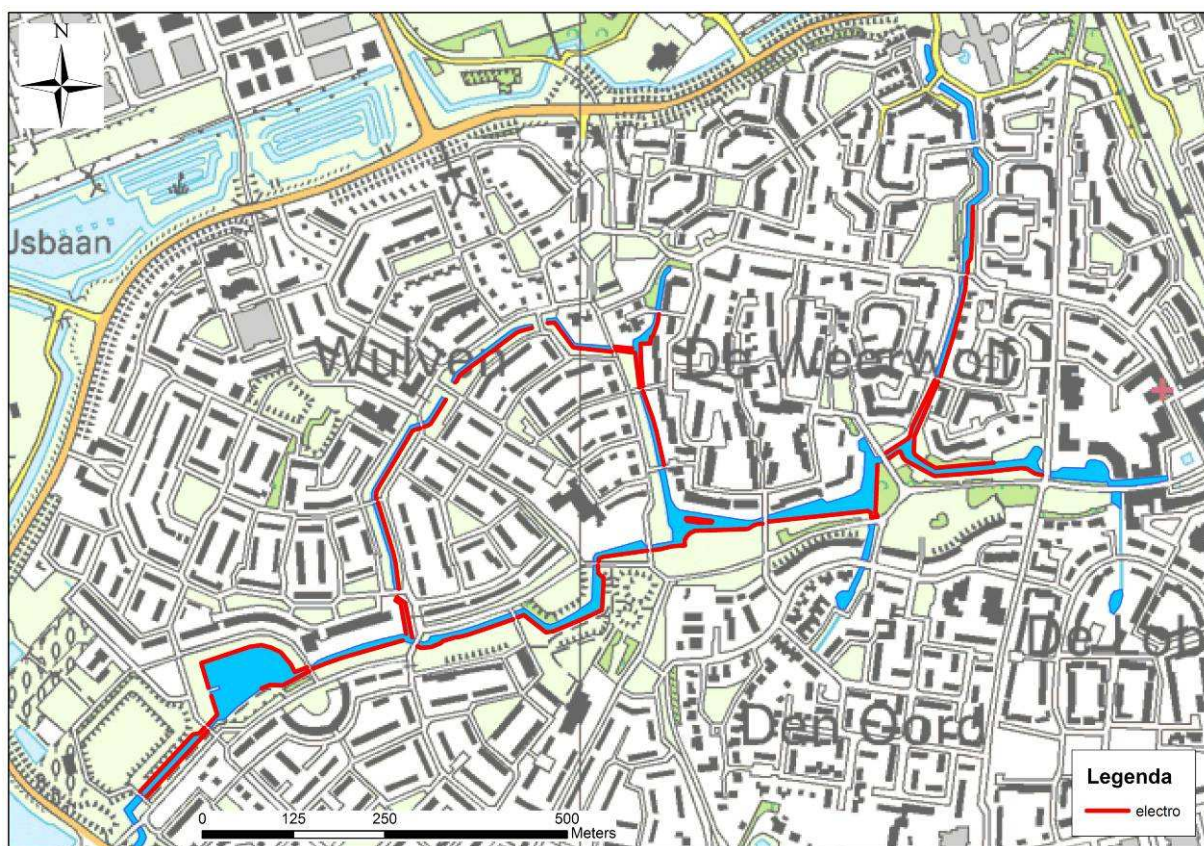 N
IJsbaan
Wulven
De Weerwolf
De Lob
Den Oord
Legenda
electro
0 125 250 500
Meters